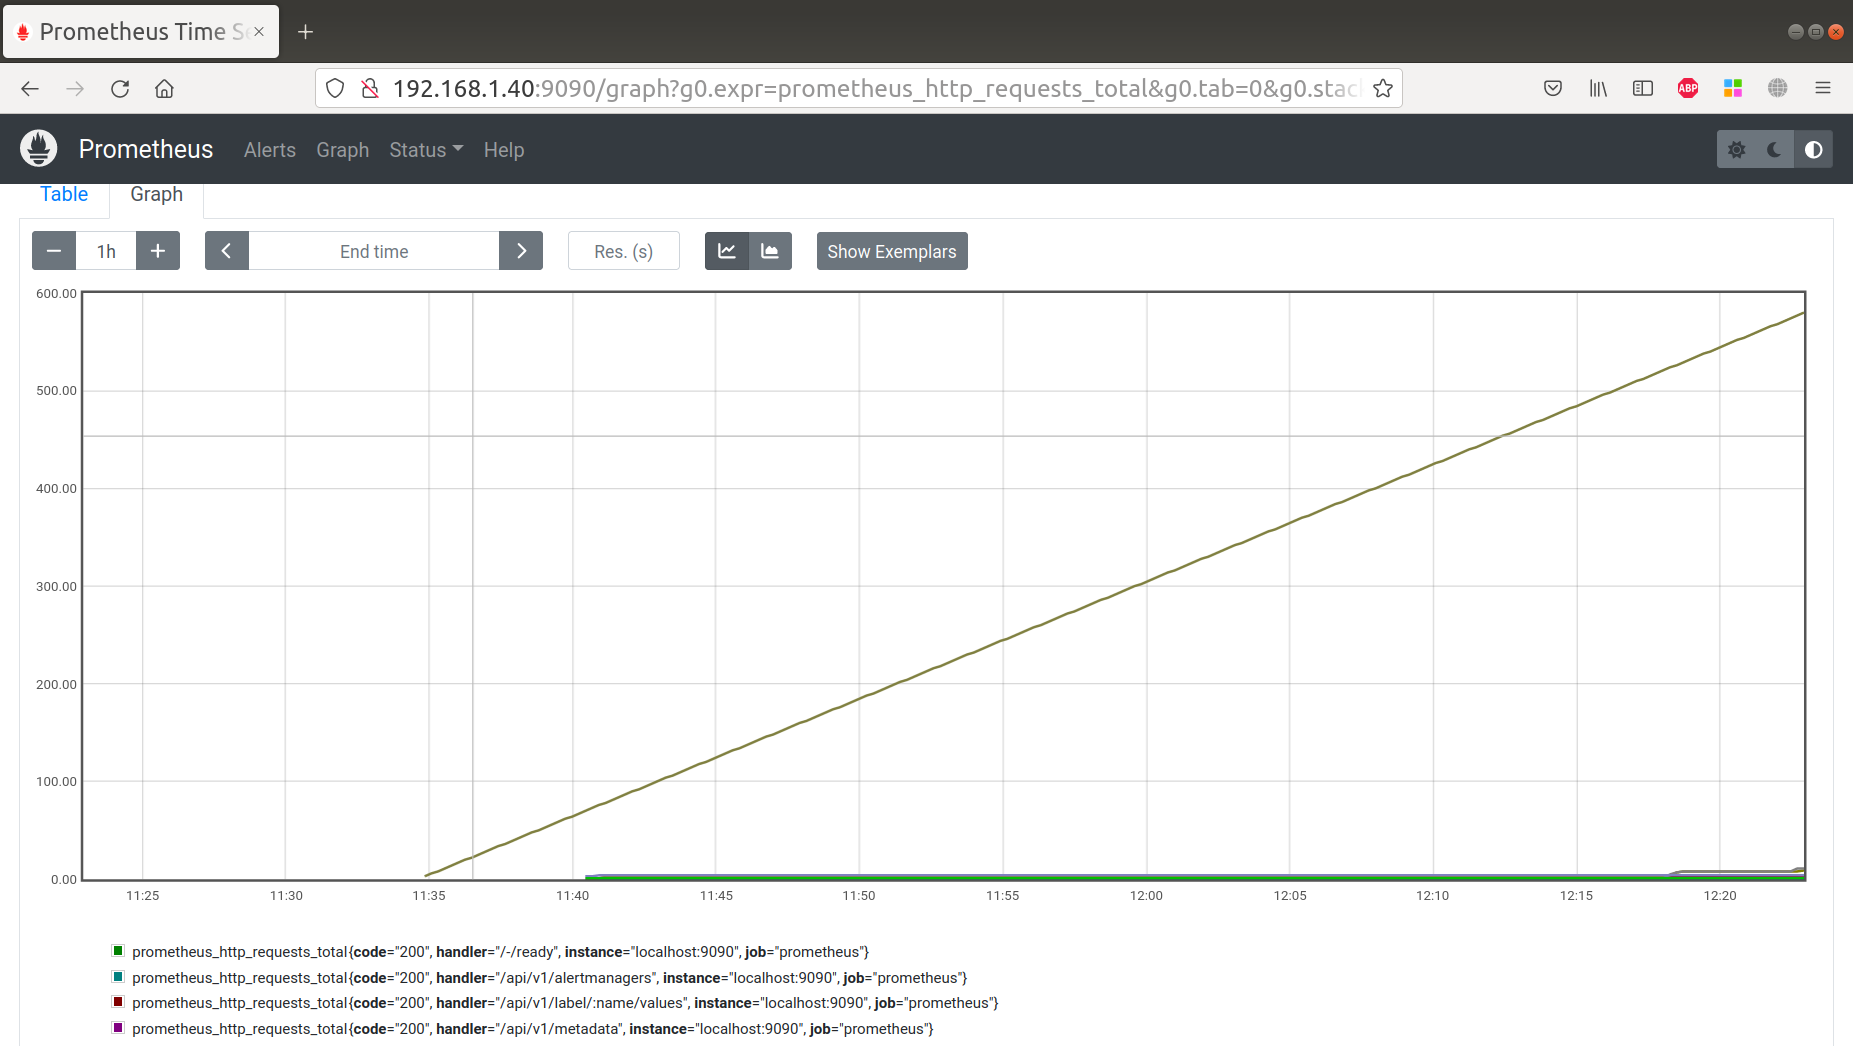 Prometheus Time Se
192.168.1.40:9090/graph?g0.expr=prometheus_http_requests_total&g0.tab=0&g0.stac
ABP
Prometheus Alerts Graph Status Help
Table Graph
1h End time Res. (s) Show Exemplars
600.00
500.00
400.00
300.00
200.00
100.00
0.00
11:25 11:30 11:35 11:40 11:45 11:50 11:55 12:00 12:05 12:10 12:15 12:20
prometheus_http_requests_total{code="200", handler="/-/ready", instance="localhost:9090", job="prometheus"}
prometheus_http_requests_total{code="200", handler="/api/v1/alertmanagers", instance="localhost:9090", job="prometheus"}
prometheus_http_requests_total{code="200", handler="/api/v1/label/:name/values", instance="localhost:9090", job="prometheus"}
prometheus_http_requests_total{code="200", handler="/api/v1/metadata", instance="localhost:9090", job="prometheus"}